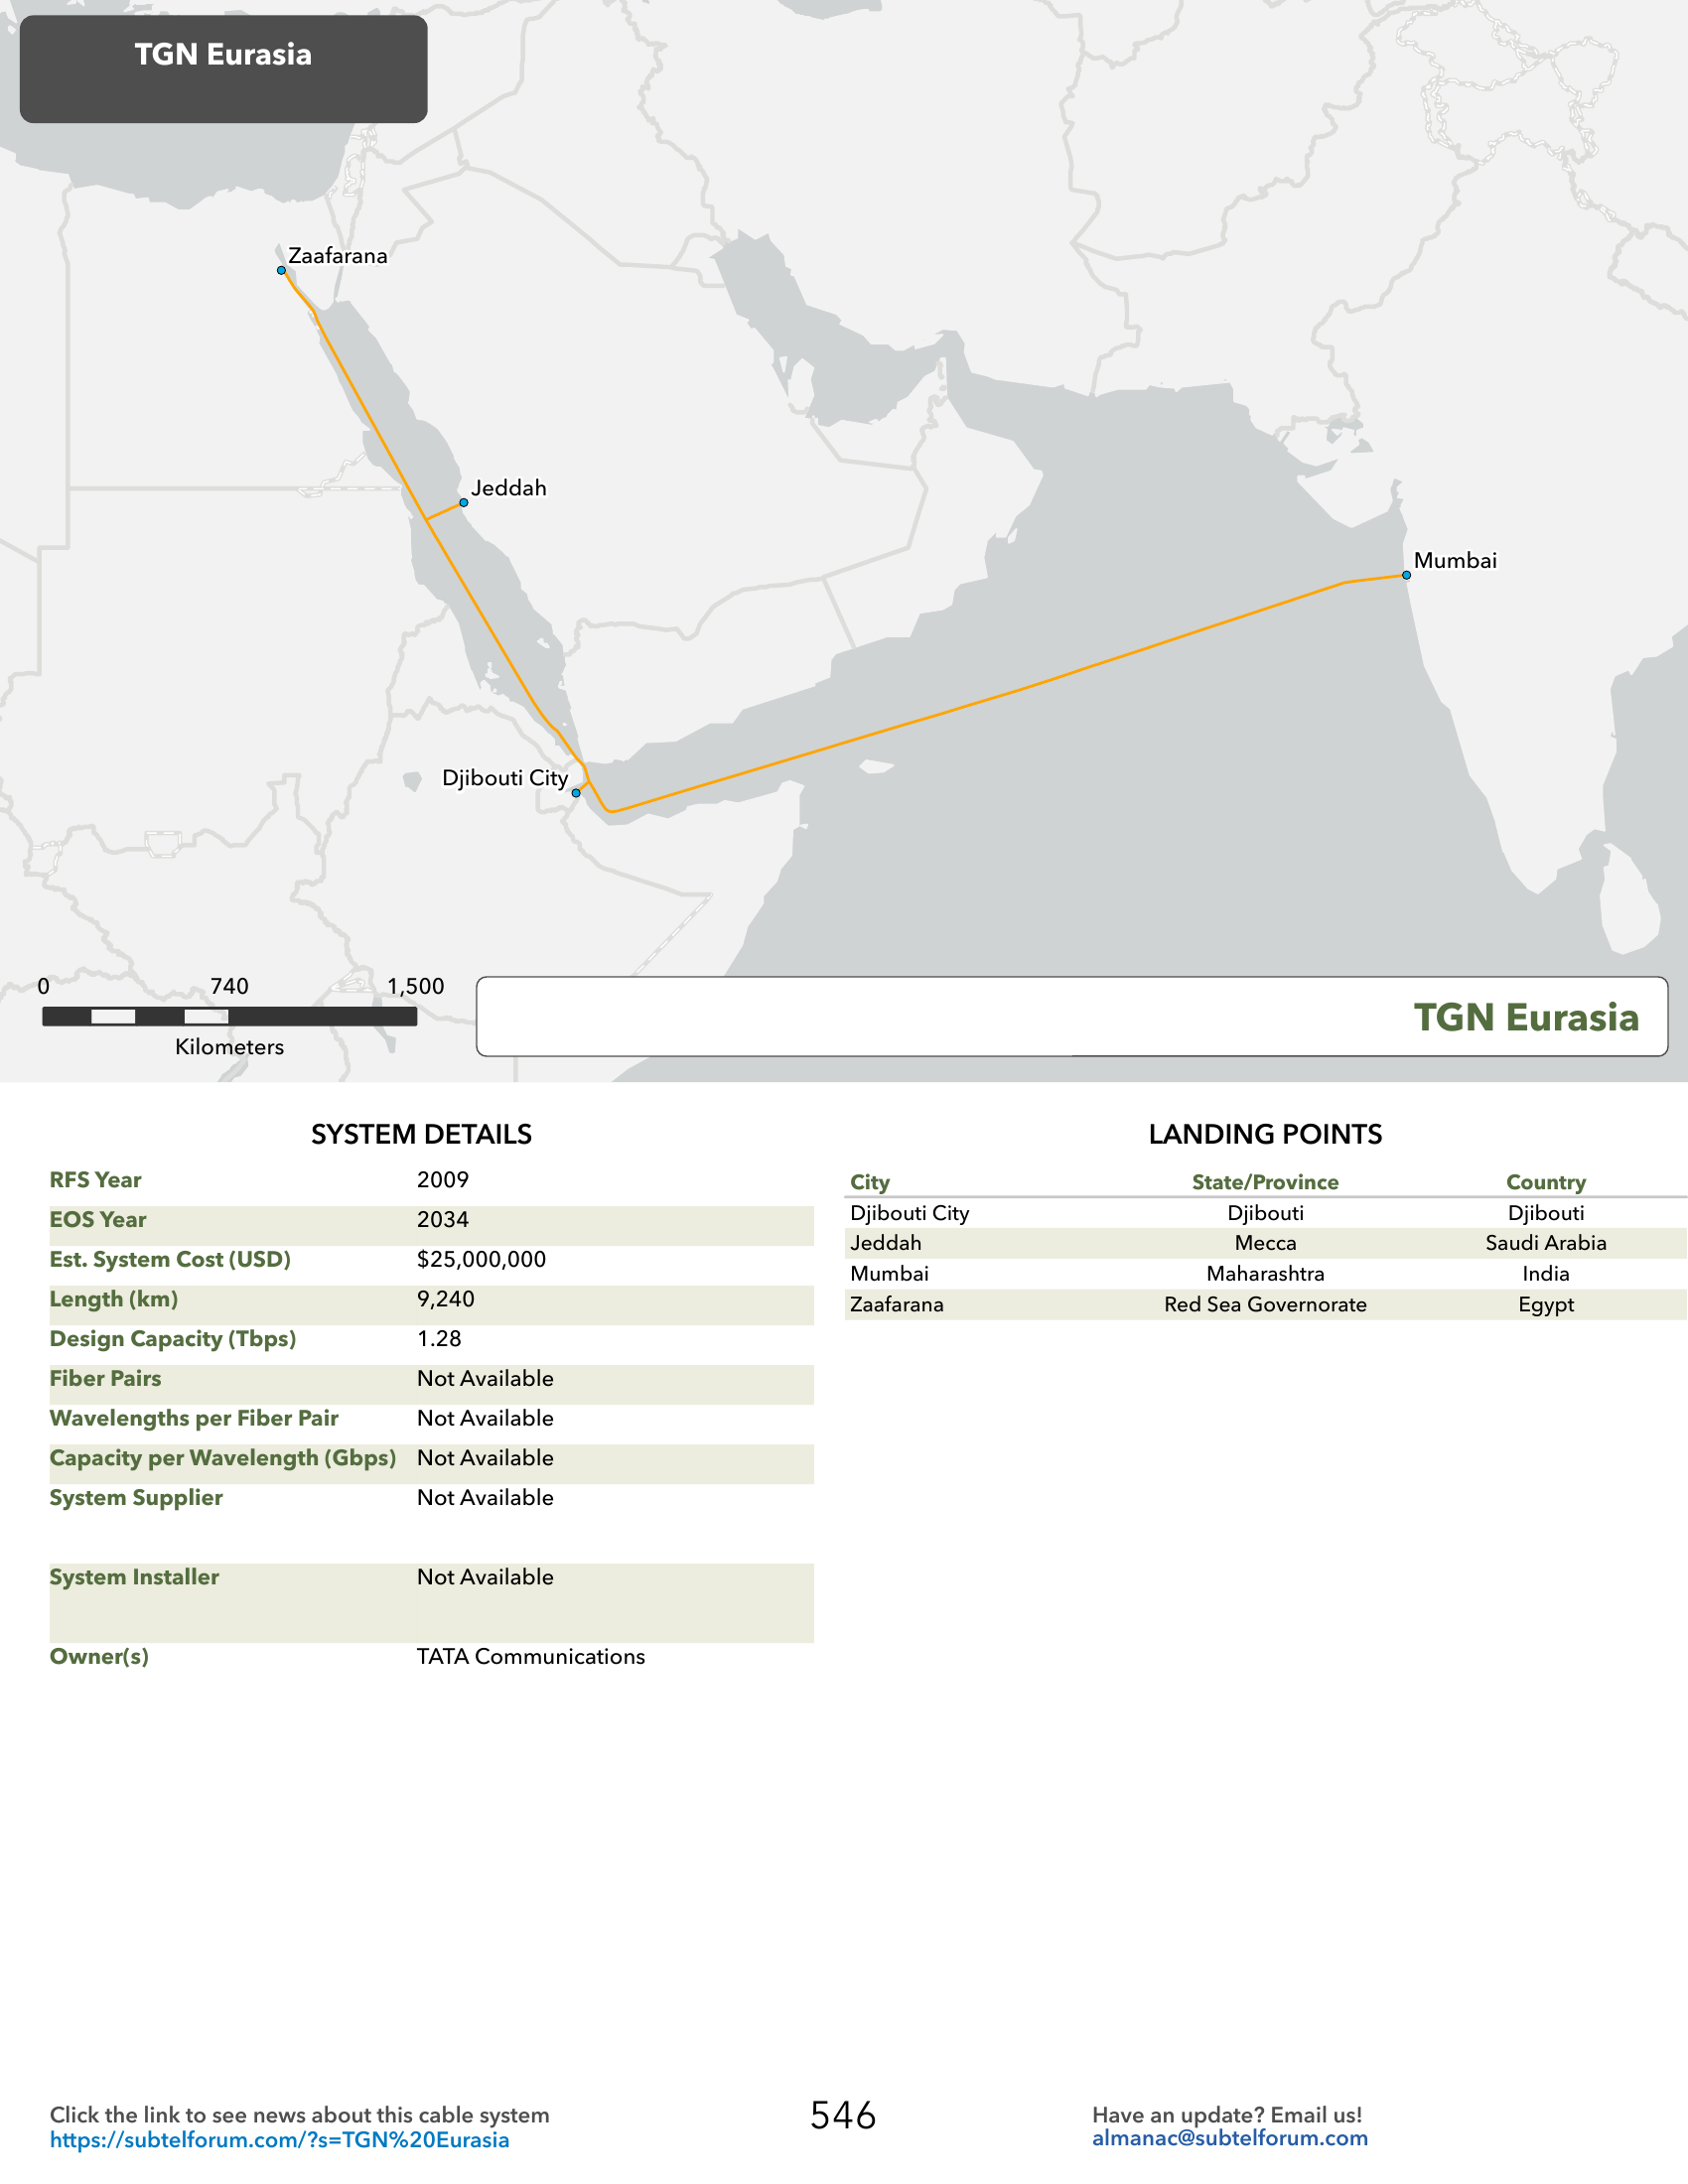 TGN Eurasia
Zaafarana
Jeddah
Mumbai
Djibouti City
0 740 1,500
Kilometers
TGN Eurasia
SYSTEM DETAILS
RFS Year 2009
EOS Year 2034
Est. System Cost (USD) $25,000,000
Length (km) 9,240
Design Capacity (Tbps) 1.28
Fiber Pairs Not Available
Wavelengths per Fiber Pair Not Available
Capacity per Wavelength (Gbps) Not Available
System Supplier Not Available
System Installer Not Available
Owner(s) TATA Communications
LANDING POINTS
City State/Province Country
Djibouti City Djibouti Djibouti
Jeddah Mecca Saudi Arabia
Mumbai Maharashtra India
Zaafarana Red Sea Governorate Egypt
Click the link to see news about this cable system
https://subtelforum.com/?s=TGN%20Eurasia
546
Have an update? Email us!
almanac@subtelforum.com